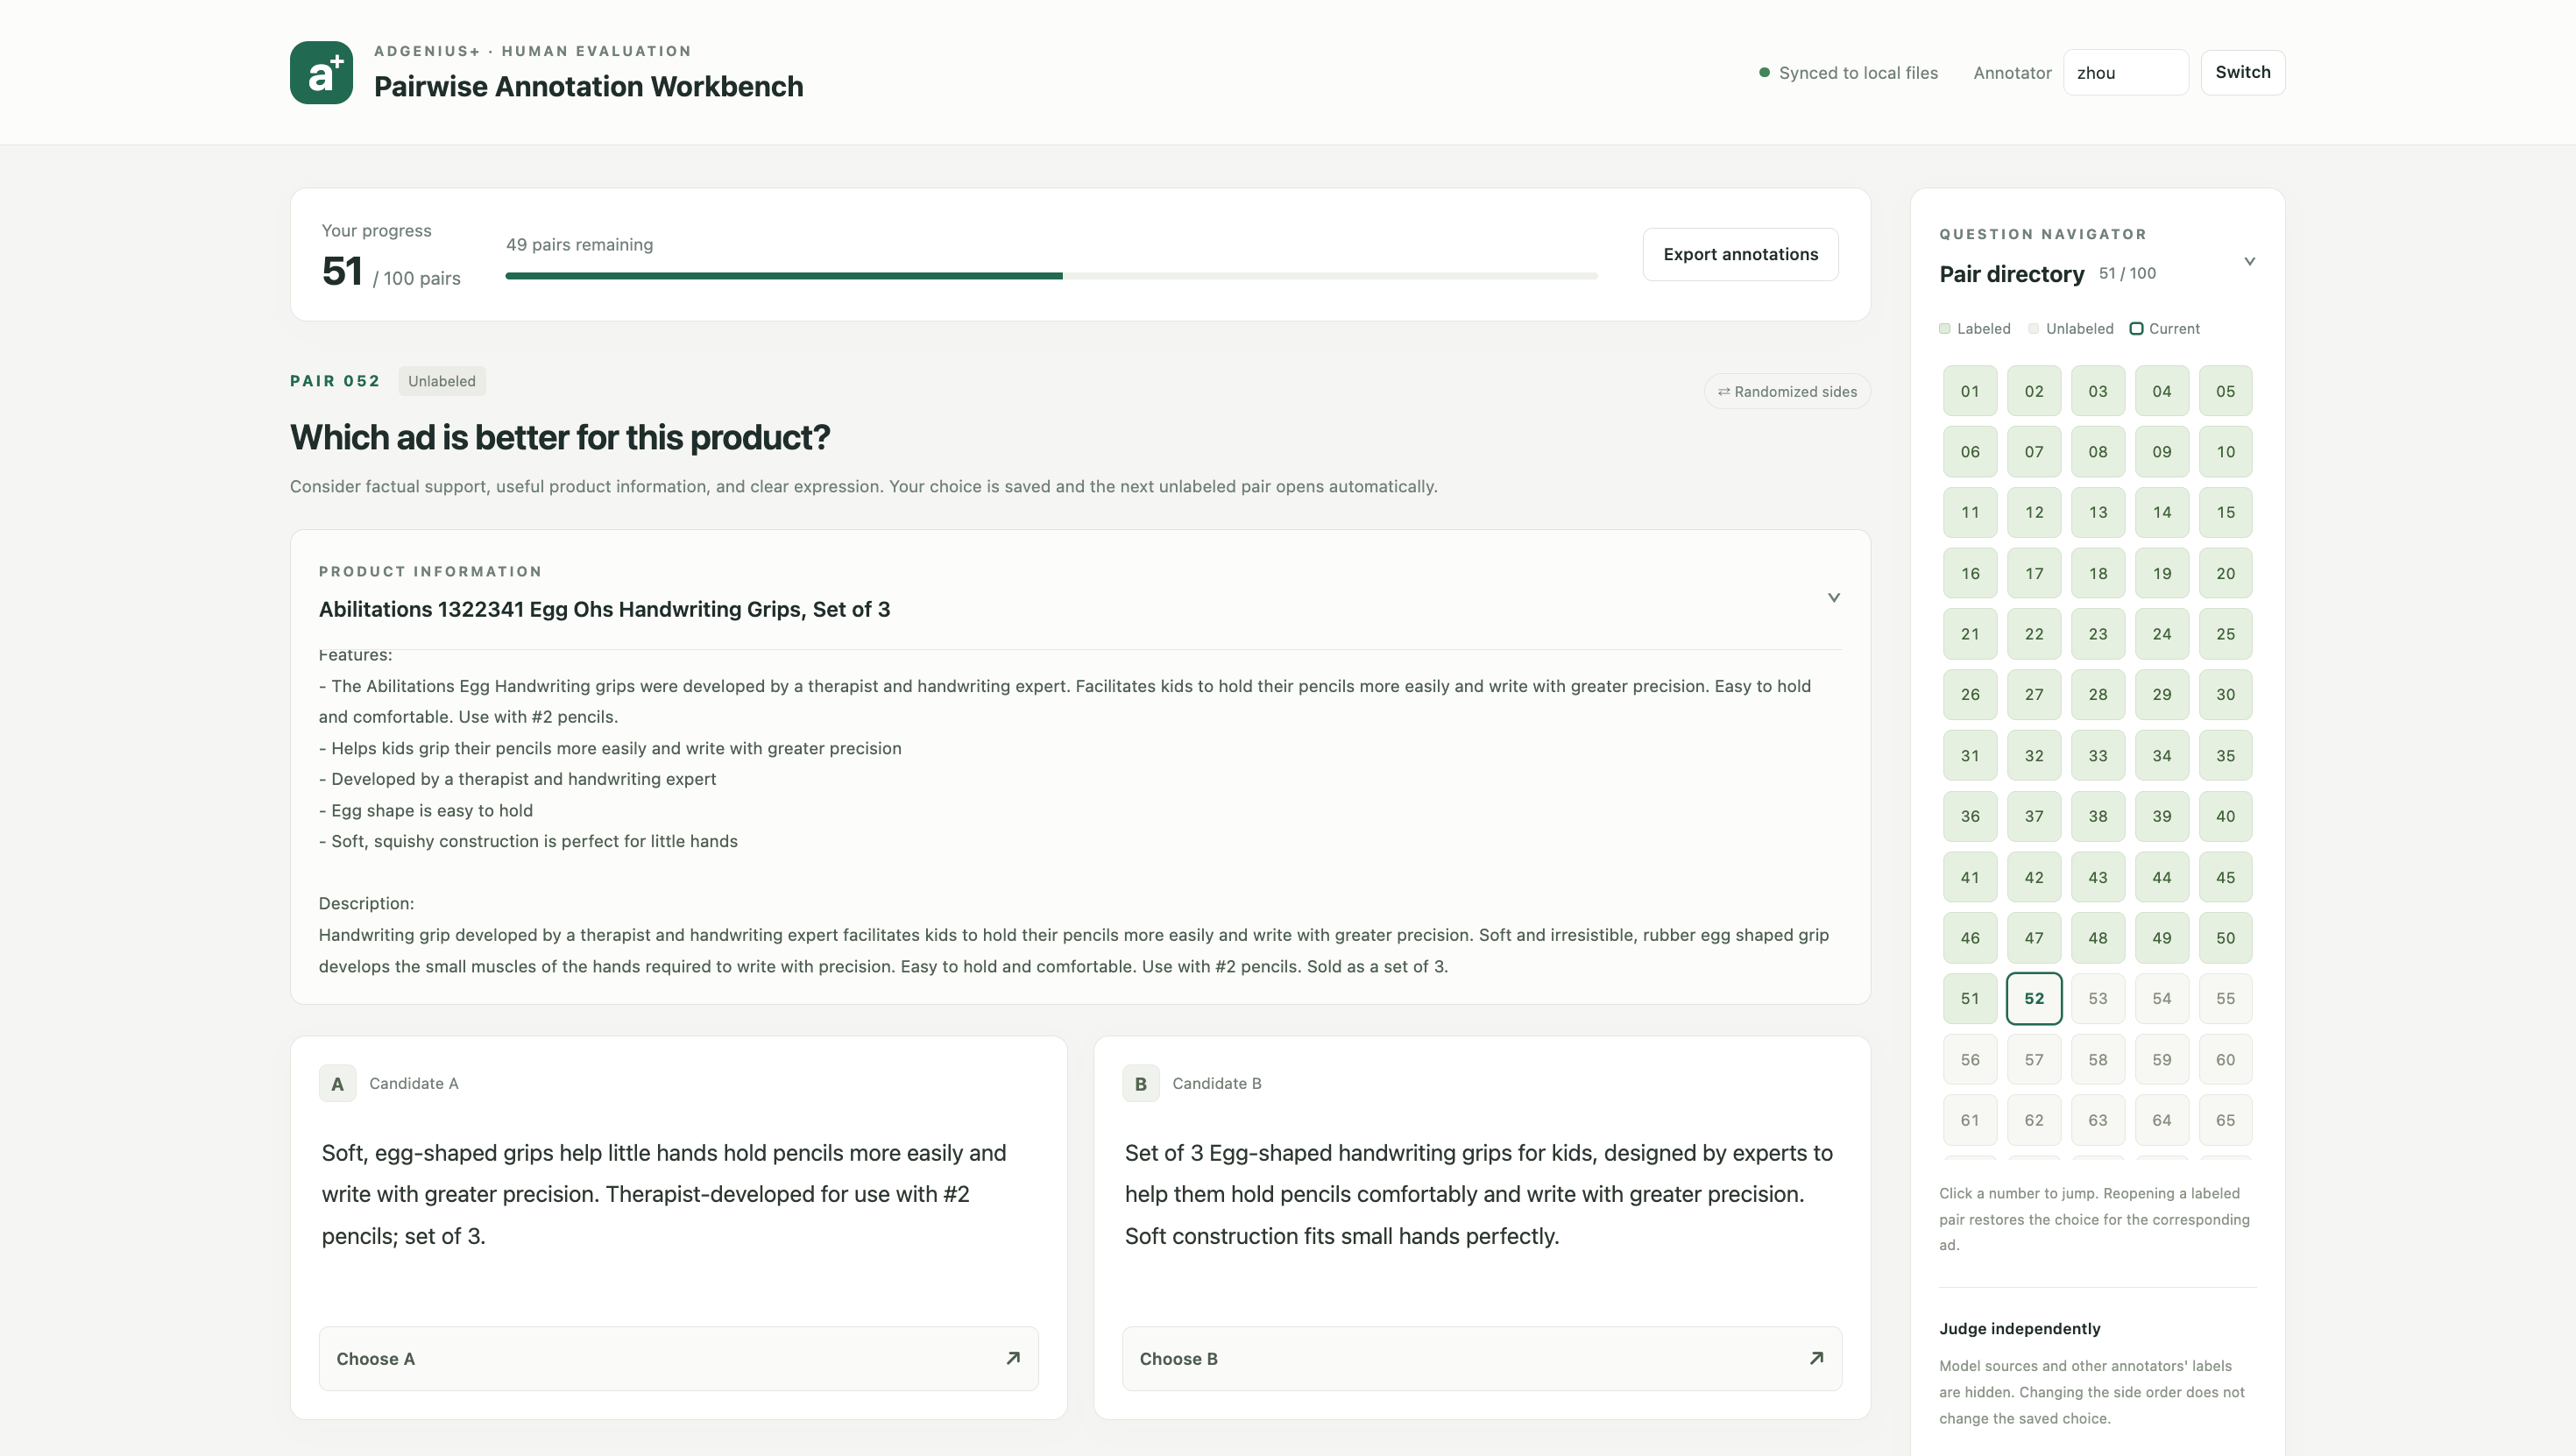 a+
ADGENIUS+ · HUMAN EVALUATION
Pairwise Annotation Workbench
Synced to local files
Annotator
zhou
Switch
Your progress
51 / 100 pairs
49 pairs remaining
Export annotations
PAIR 052
Unlabeled
⇄ Randomized sides
Which ad is better for this product?
Consider factual support, useful product information, and clear expression. Your choice is saved and the next unlabeled pair opens automatically.
PRODUCT INFORMATION
Abilitations 1322341 Egg Ohs Handwriting Grips, Set of 3
Features:
- The Abilitations Egg Handwriting grips were developed by a therapist and handwriting expert. Facilitates kids to hold their pencils more easily and write with greater precision. Easy to hold
and comfortable. Use with #2 pencils.
- Helps kids grip their pencils more easily and write with greater precision
- Developed by a therapist and handwriting expert
- Egg shape is easy to hold
- Soft, squishy construction is perfect for little hands
Description:
Handwriting grip developed by a therapist and handwriting expert facilitates kids to hold their pencils more easily and write with greater precision. Soft and irresistible, rubber egg shaped grip
develops the small muscles of the hands required to write with precision. Easy to hold and comfortable. Use with #2 pencils. Sold as a set of 3.
A
Candidate A
Soft, egg-shaped grips help little hands hold pencils more easily and
write with greater precision. Therapist-developed for use with #2
pencils; set of 3.
Choose A
B
Candidate B
Set of 3 Egg-shaped handwriting grips for kids, designed by experts to
help them hold pencils comfortably and write with greater precision.
Soft construction fits small hands perfectly.
Choose B
QUESTION NAVIGATOR
Pair directory 51 / 100
Labeled Unlabeled Current
01 02 03 04 05
06 07 08 09 10
11 12 13 14 15
16 17 18 19 20
21 22 23 24 25
26 27 28 29 30
31 32 33 34 35
36 37 38 39 40
41 42 43 44 45
46 47 48 49 50
51 52 53 54 55
56 57 58 59 60
61 62 63 64 65
Click a number to jump. Reopening a labeled
pair restores the choice for the corresponding
ad.
Judge independently
Model sources and other annotators' labels
are hidden. Changing the side order does not
change the saved choice.